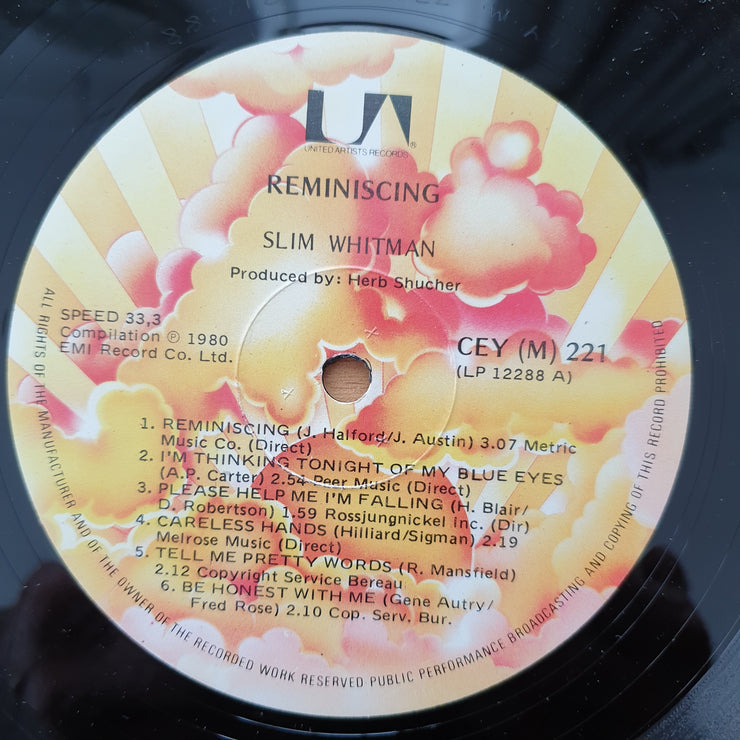 UA
UNITED ARTISTS RECORDS ®
REMINISCING
SLIM WHITMAN
Produced by: Herb Shucher
SPEED 33,3
Compilation ℗ 1980
EMI Record Co. Ltd.
CEY (M) 221
(LP 12288 A)
1. REMINISCING (J. Halford/J. Austin) 3.07 Metric
Music Co. (Direct)
2. I'M THINKING TONIGHT OF MY BLUE EYES
(A.P. Carter) 2.54 Peer Music (Direct)
3. PLEASE HELP ME I'M FALLING (H. Blair/
D. Robertson) 1.59 Rossjungnickel Inc. (Dir)
4. CARELESS HANDS (Hilliard/Sigman) 2.19
Melrose Music (Direct)
5. TELL ME PRETTY WORDS (R. Mansfield)
2.12 Copyright Service Bereau
6. BE HONEST WITH ME (Gene Autry/
Fred Rose) 2.10 Cop. Serv. Bur.
ALL RIGHTS OF THE MANUFACTURER AND OF THE OWNER OF THE RECORDED WORK RESERVED PUBLIC PERFORMANCE BROADCASTING AND COPYING OF THIS RECORD PROHIBITED